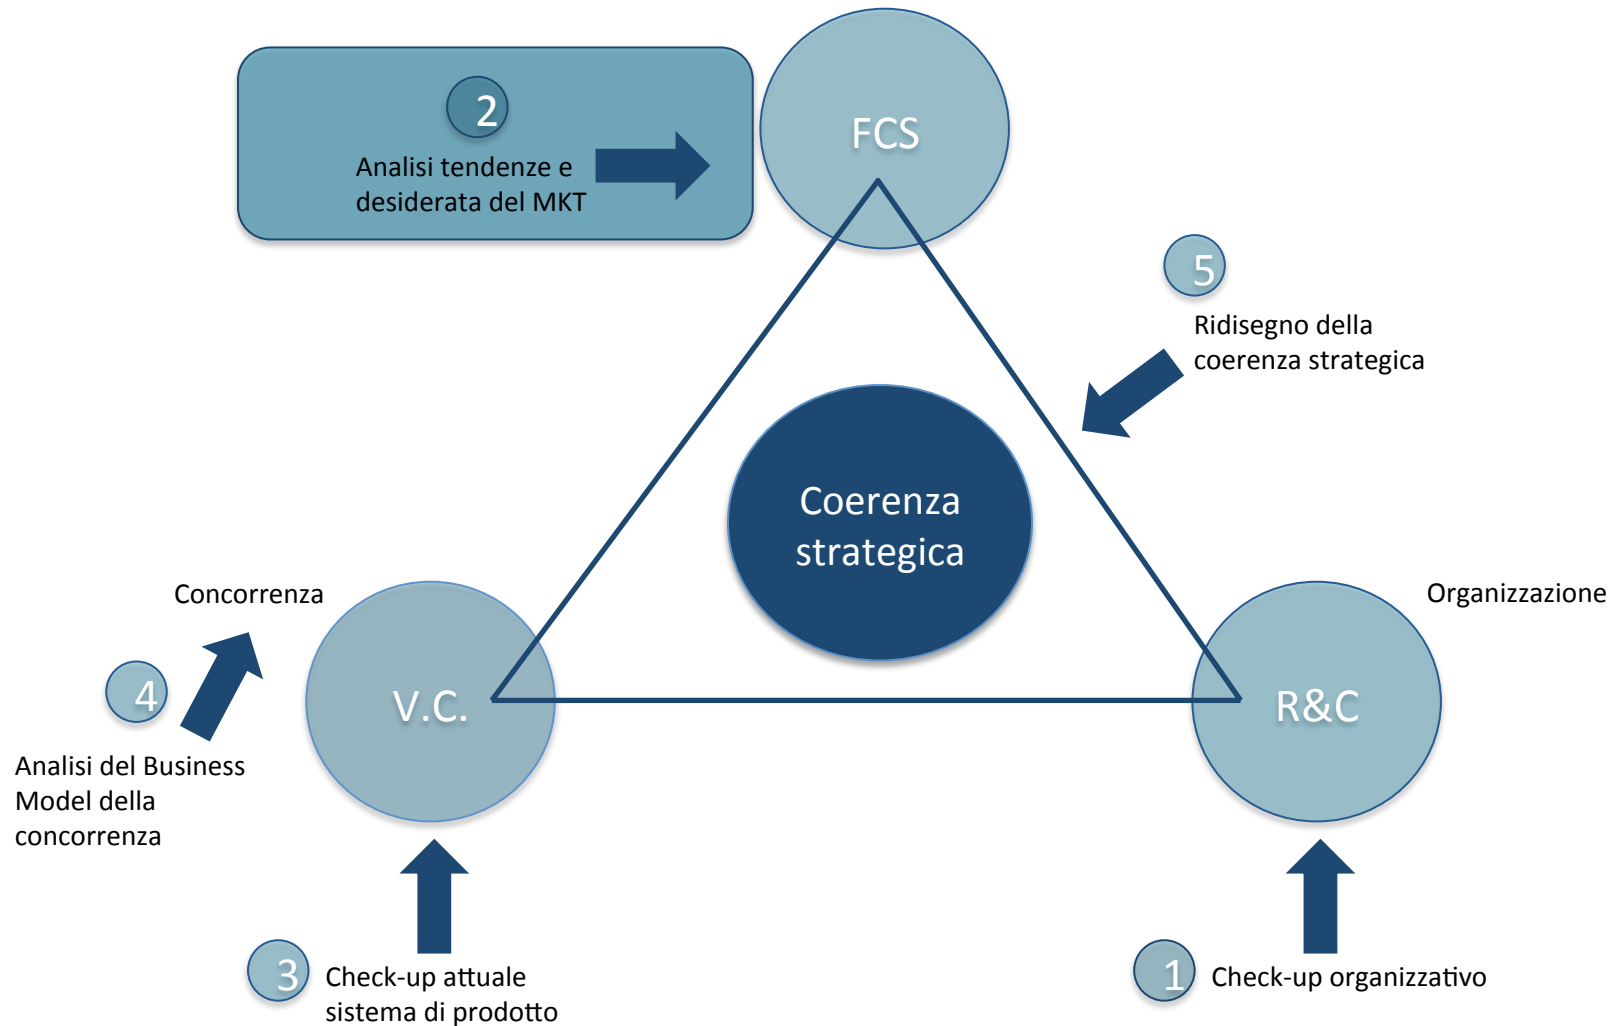 2
Analisi tendenze e
desiderata del MKT
FCS
5
Ridisegno della
coerenza strategica
Coerenza
strategica
Concorrenza
4
Analisi del Business
Model della
concorrenza
V.C.
Organizzazione
R&C
3
Check-up attuale
sistema di prodotto
1
Check-up organizzativo